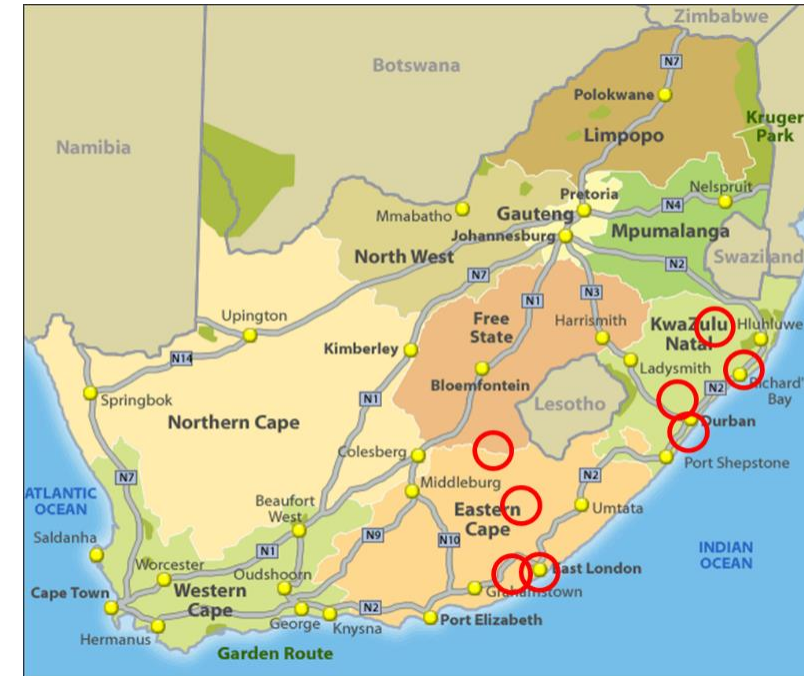 Zimbabwe
Botswana
N7
Polokwane
Kruger
Park
Limpopo
Namibia
Pretoria
Nelspruit
Mmabatho
Gauteng
N4
Johannesburg
Mpumalanga
North West
N7
N2
Swaziland
N1
N3
Upington
Free
State
Harrismith
KwaZulu
Natal
Hluhluwe
Kimberley
N14
Ladysmith
Bloemfontein
N2
Richard's
Bay
Springbok
N1
Lesotho
Northern Cape
Durban
Colesberg
Port Shepstone
N7
Middleburg
N2
ATLANTIC
OCEAN
Beaufort
West
Eastern
Cape
Umtata
Saldanha
N9
N10
N1
INDIAN
OCEAN
Worcester
Oudshoorn
East London
Cape Town
Western
Cape
Grahamstown
N2
George
Knysna
Port Elizabeth
Hermanus
Garden Route